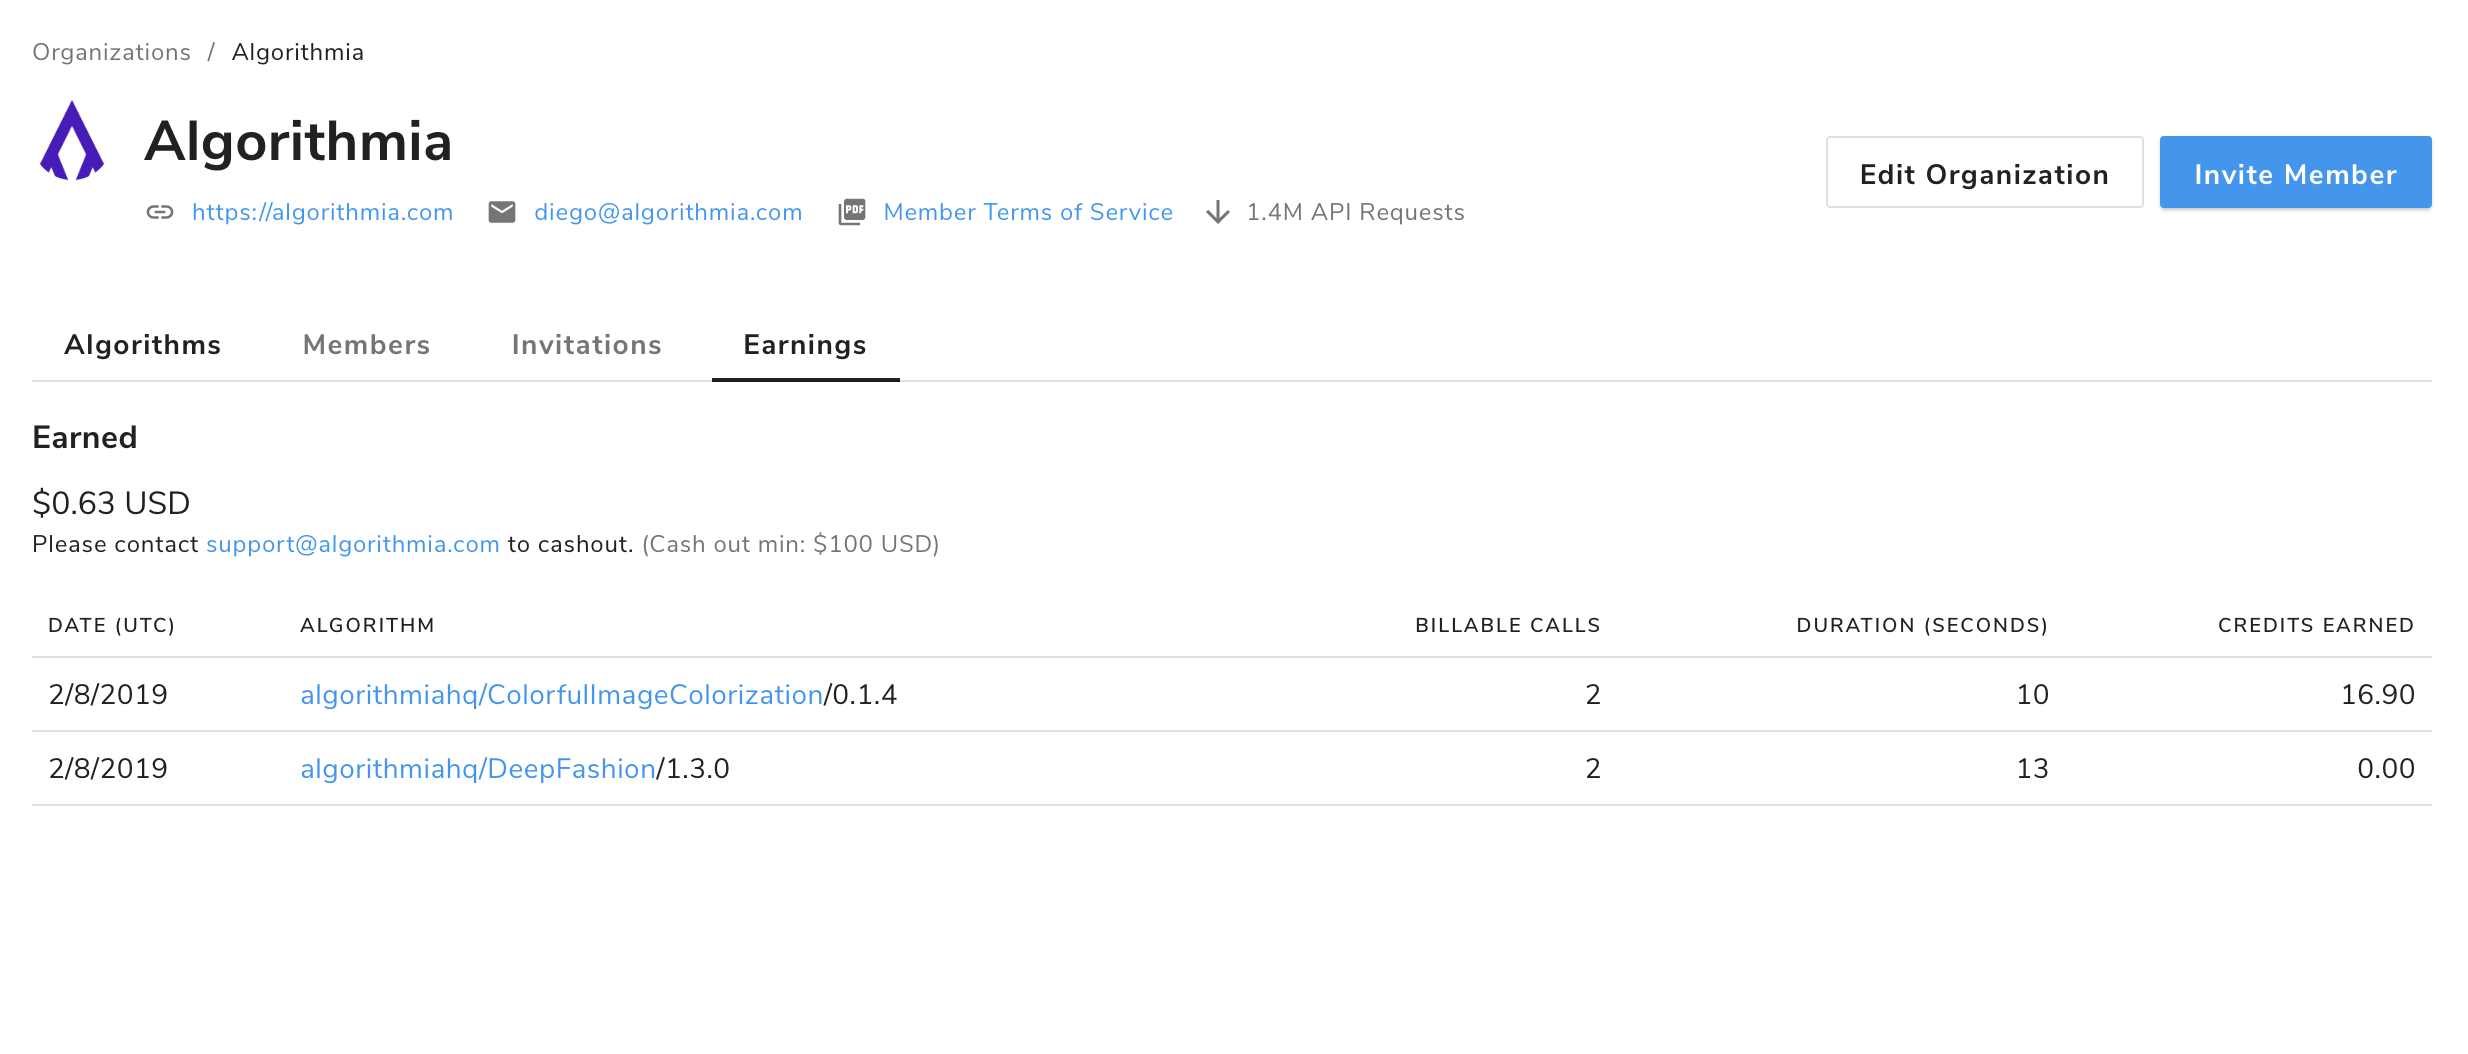 Organizations / Algorithmia
Algorithmia
https://algorithmia.com diego@algorithmia.com PDF Member Terms of Service 1.4M API Requests
Edit Organization Invite Member
Algorithms Members Invitations Earnings
Earned
$0.63 USD
Please contact support@algorithmia.com to cashout. (Cash out min: $100 USD)
DATE (UTC) ALGORITHM BILLABLE CALLS DURATION (SECONDS) CREDITS EARNED
2/8/2019 algorithmiahq/ColorfulImageColorization/0.1.4 2 10 16.90
2/8/2019 algorithmiahq/DeepFashion/1.3.0 2 13 0.00